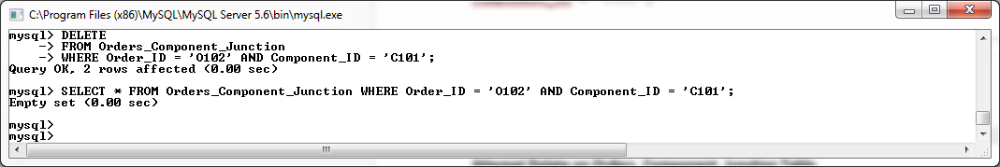 C:\Program Files (x86)\MySQL\MySQL Server 5.6\bin\mysql.exe
mysql> DELETE
    -> FROM Orders_Component_Junction
    -> WHERE Order_ID = 'O102' AND Component_ID = 'C101';
Query OK, 2 rows affected (0.00 sec)

mysql> SELECT * FROM Orders_Component_Junction WHERE Order_ID = 'O102' AND Component_ID = 'C101';
Empty set (0.00 sec)

mysql>
mysql>